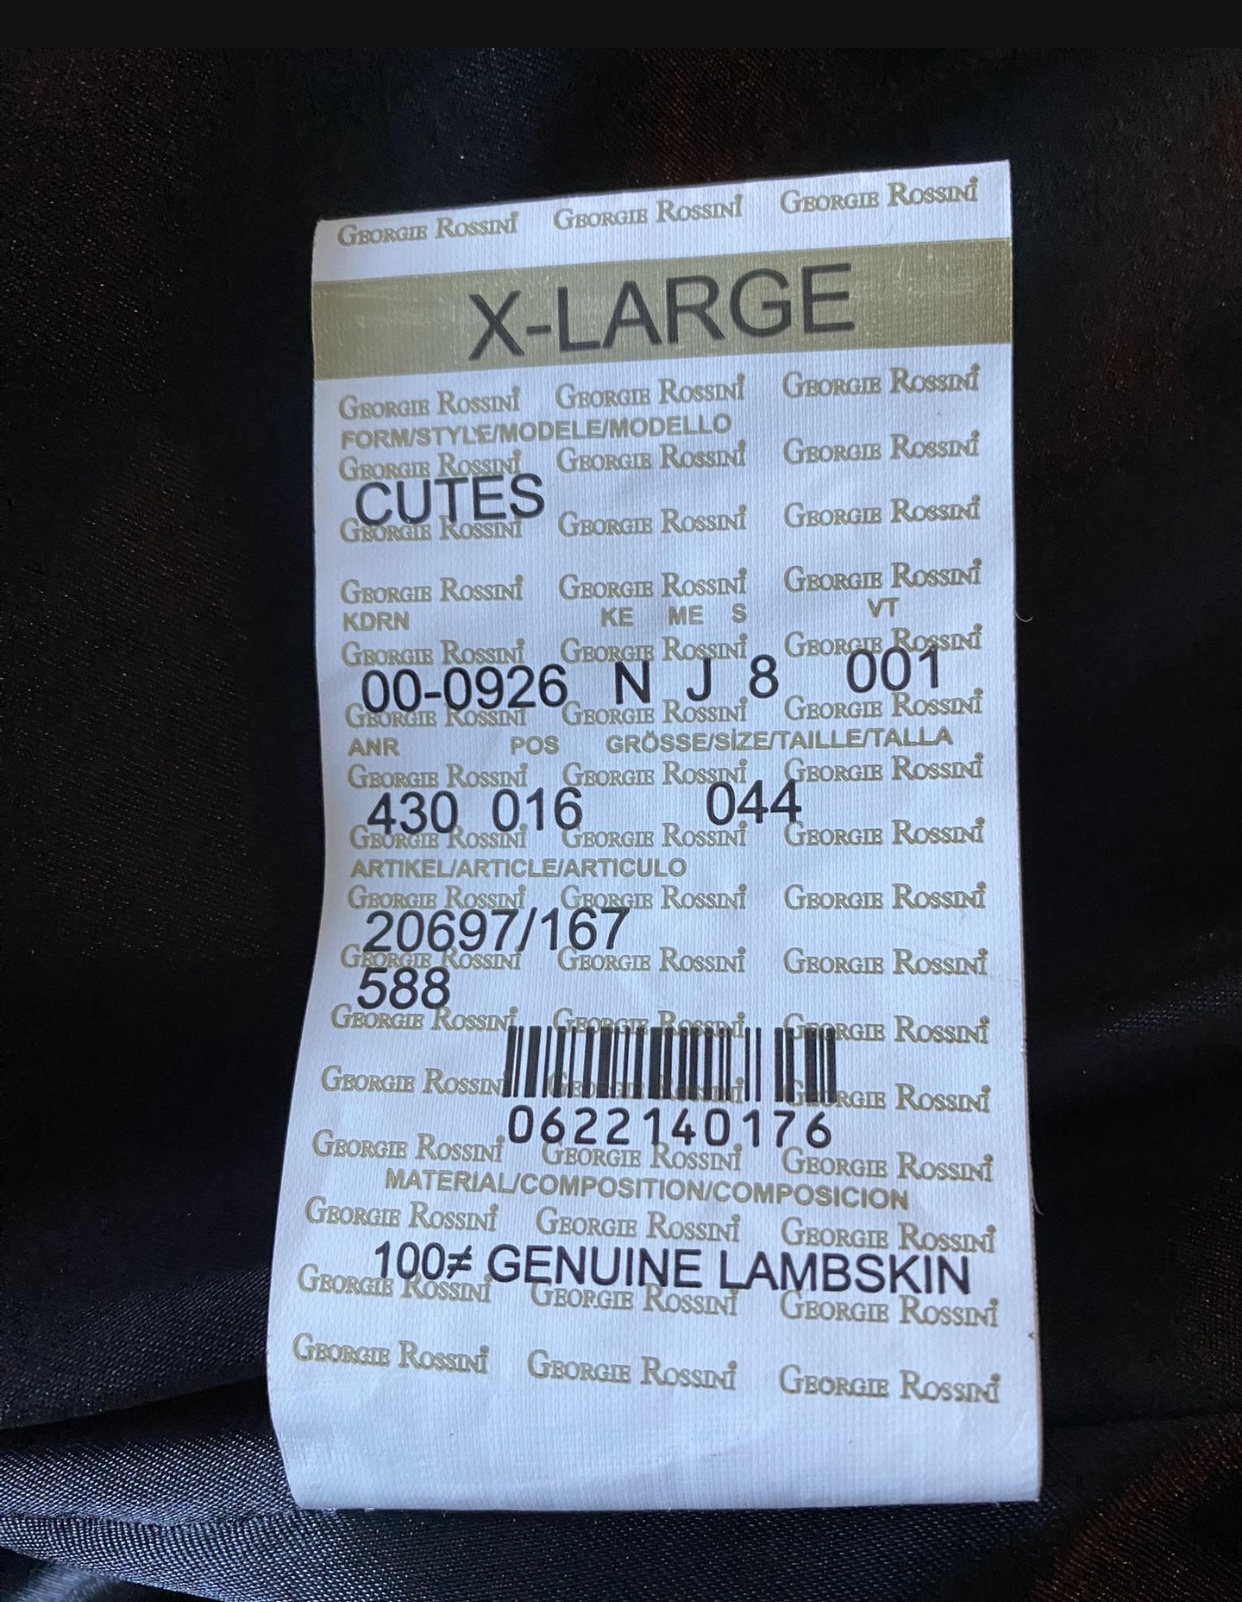 GEORGIE ROSSINI GEORGIE ROSSINI GEORGIE ROSSINI
X-LARGE
GEORGIE ROSSINI GEORGIE ROSSINI GEORGIE ROSSINI
FORM/STYLE/MODELE/MODELLO
GEORGIE ROSSINI GEORGIE ROSSINI GEORGIE ROSSINI
CUTES
GEORGIE ROSSINI GEORGIE ROSSINI GEORGIE ROSSINI
GEORGIE ROSSINI GEORGIE ROSSINI GEORGIE ROSSINI
KDRN KE ME S VT
GEORGIE ROSSINI GEORGIE ROSSINI GEORGIE ROSSINI
00-0926 N J 8 001
GEORGIE ROSSINI GEORGIE ROSSINI GEORGIE ROSSINI
ANR POS GRÖSSE/SİZE/TAILLE/TALLA
GEORGIE ROSSINI GEORGIE ROSSINI GEORGIE ROSSINI
430 016 044
GEORGIE ROSSINI GEORGIE ROSSINI GEORGIE ROSSINI
ARTIKEL/ARTICLE/ARTICULO
GEORGIE ROSSINI GEORGIE ROSSINI GEORGIE ROSSINI
20697/167
GEORGIE ROSSINI GEORGIE ROSSINI GEORGIE ROSSINI
588
GEORGIE ROSSINI GEORGIE ROSSINI GEORGIE ROSSINI
GEORGIE ROSSINI GEORGIE ROSSINI GEORGIE ROSSINI
0622140176
GEORGIE ROSSINI GEORGIE ROSSINI GEORGIE ROSSINI
MATERIAL/COMPOSITION/COMPOSICION
GEORGIE ROSSINI GEORGIE ROSSINI GEORGIE ROSSINI
100≠ GENUINE LAMBSKIN
GEORGIE ROSSINI GEORGIE ROSSINI GEORGIE ROSSINI
GEORGIE ROSSINI GEORGIE ROSSINI GEORGIE ROSSINI